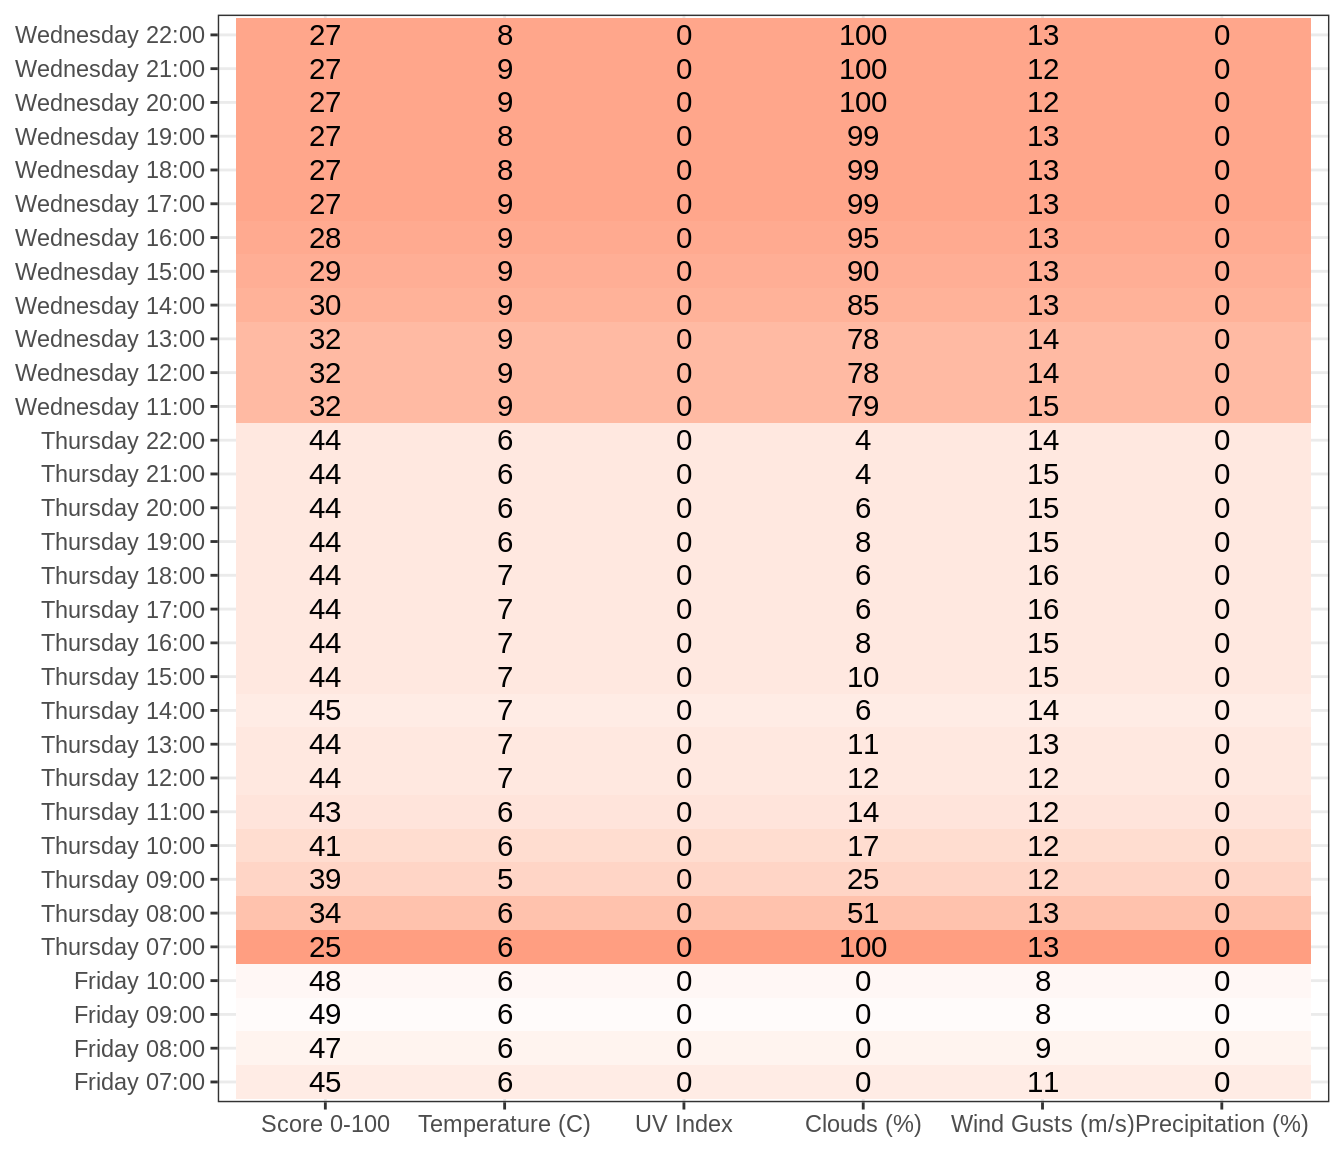 Wednesday 22:00 27 8 0 100 13 0
Wednesday 21:00 27 9 0 100 12 0
Wednesday 20:00 27 9 0 100 12 0
Wednesday 19:00 27 8 0 99 13 0
Wednesday 18:00 27 8 0 99 13 0
Wednesday 17:00 27 9 0 99 13 0
Wednesday 16:00 28 9 0 95 13 0
Wednesday 15:00 29 9 0 90 13 0
Wednesday 14:00 30 9 0 85 13 0
Wednesday 13:00 32 9 0 78 14 0
Wednesday 12:00 32 9 0 78 14 0
Wednesday 11:00 32 9 0 79 15 0
Thursday 22:00 44 6 0 4 14 0
Thursday 21:00 44 6 0 4 15 0
Thursday 20:00 44 6 0 6 15 0
Thursday 19:00 44 6 0 8 15 0
Thursday 18:00 44 7 0 6 16 0
Thursday 17:00 44 7 0 6 16 0
Thursday 16:00 44 7 0 8 15 0
Thursday 15:00 44 7 0 10 15 0
Thursday 14:00 45 7 0 6 14 0
Thursday 13:00 44 7 0 11 13 0
Thursday 12:00 44 7 0 12 12 0
Thursday 11:00 43 6 0 14 12 0
Thursday 10:00 41 6 0 17 12 0
Thursday 09:00 39 5 0 25 12 0
Thursday 08:00 34 6 0 51 13 0
Thursday 07:00 25 6 0 100 13 0
Friday 10:00 48 6 0 0 8 0
Friday 09:00 49 6 0 0 8 0
Friday 08:00 47 6 0 0 9 0
Friday 07:00 45 6 0 0 11 0
Score 0-100 Temperature (C) UV Index Clouds (%) Wind Gusts (m/s) Precipitation (%)